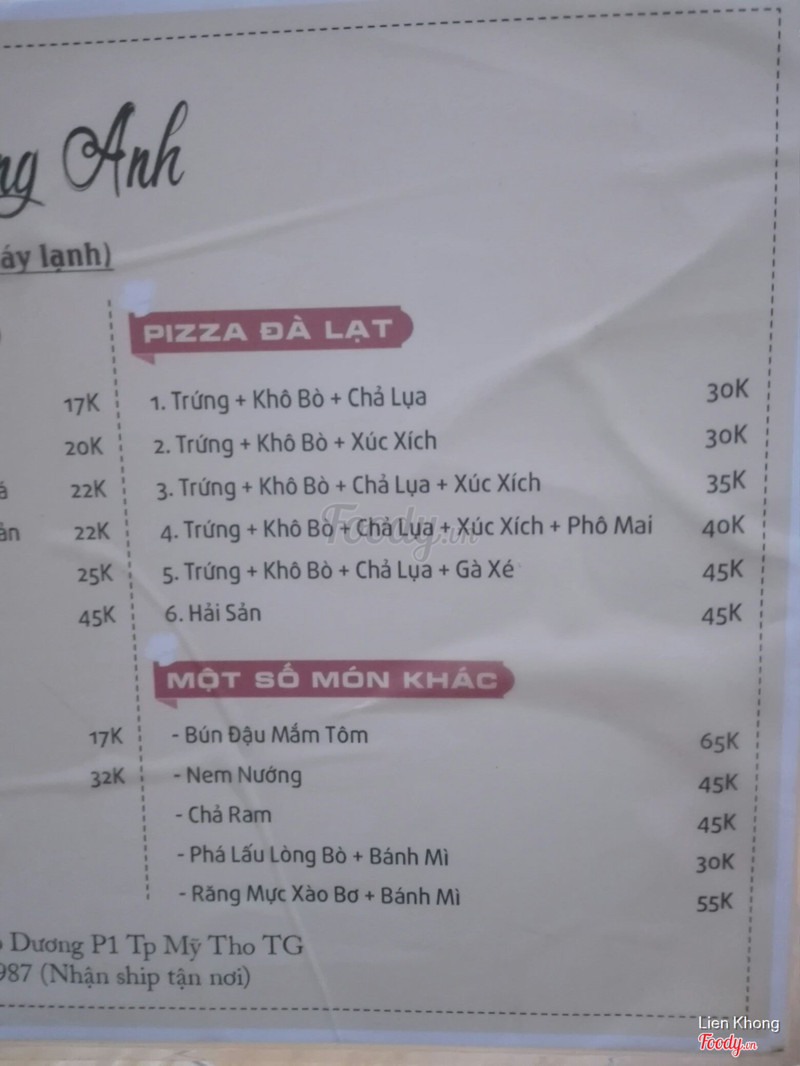 ng Anh
áy lạnh)
PIZZA ĐÀ LẠT
17K
1. Trứng + Khô Bò + Chả Lụa 30K
20K
2. Trứng + Khô Bò + Xúc Xích 30K
á 22K
3. Trứng + Khô Bò + Chả Lụa + Xúc Xích 35K
ản 22K
4. Trứng + Khô Bò + Chả Lụa + Xúc Xích + Phô Mai 40K
25K
5. Trứng + Khô Bò + Chả Lụa + Gà Xé 45K
45K
6. Hải Sản 45K
Foody.vn
MỘT SỐ MÓN KHÁC
17K
- Bún Đậu Mắm Tôm 65K
32K
- Nem Nướng 45K
- Chả Ram 45K
- Phá Lấu Lòng Bò + Bánh Mì 30K
- Răng Mực Xào Bơ + Bánh Mì 55K
Dương P1 Tp Mỹ Tho TG
987 (Nhận ship tận nơi)
Lien Khong
Foody.vn